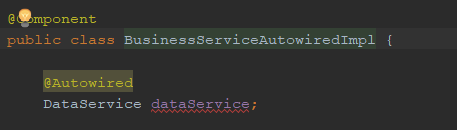 @Component
public class BusinessServiceAutowiredImpl {
@Autowired
DataService dataService;